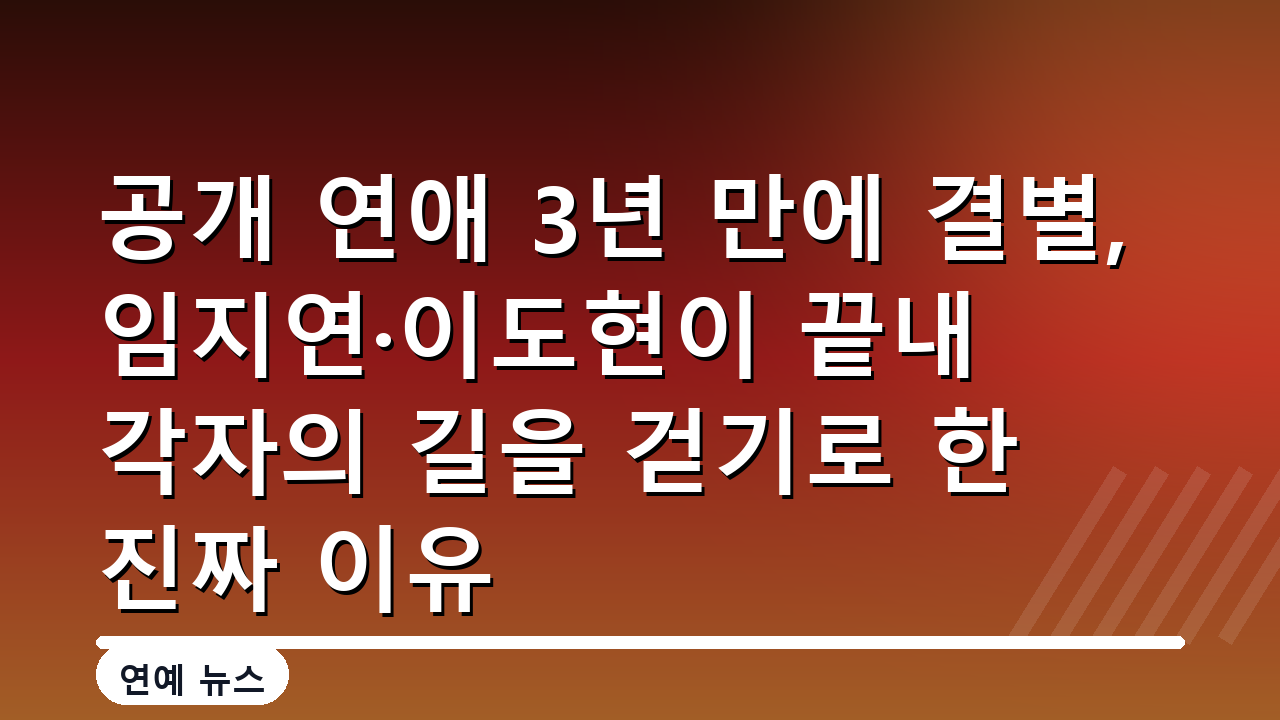 공개 연애 3년 만에 결별,
임지연·이도현이 끝내
각자의 길을 걷기로 한
진짜 이유
연예 뉴스